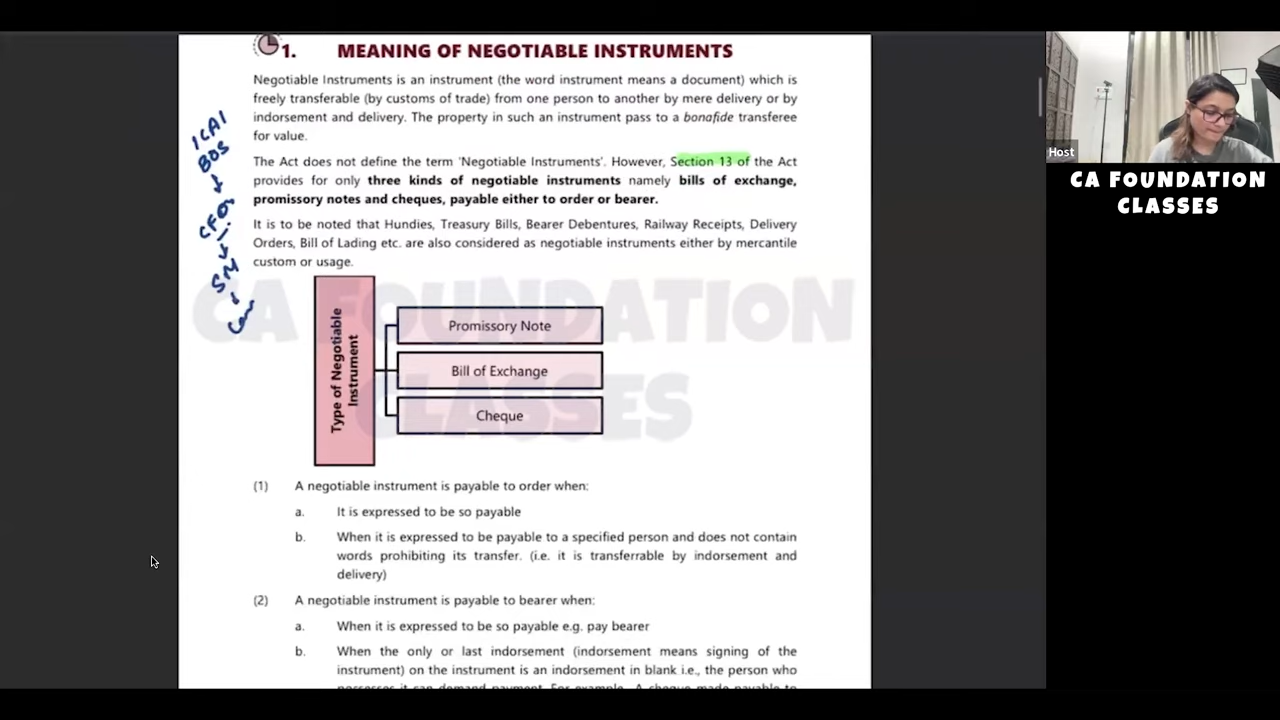 1. MEANING OF NEGOTIABLE INSTRUMENTS
Negotiable Instruments is an instrument (the word instrument means a document) which is
freely transferable (by customs of trade) from one person to another by mere delivery or by
indorsement and delivery. The property in such an instrument pass to a bonafide transferee
for value.
The Act does not define the term 'Negotiable Instruments'. However, Section 13 of the Act
provides for only three kinds of negotiable instruments namely bills of exchange,
promissory notes and cheques, payable either to order or bearer.
It is to be noted that Hundies, Treasury Bills, Bearer Debentures, Railway Receipts, Delivery
Orders, Bill of Lading etc. are also considered as negotiable instruments either by mercantile
custom or usage.
ICAI
BOS
SM
CA FOUNDATION
CLASSES
Type of Negotiable
Instrument
Promissory Note
Bill of Exchange
Cheque
(1) A negotiable instrument is payable to order when:
a. It is expressed to be so payable
b. When it is expressed to be payable to a specified person and does not contain
words prohibiting its transfer. (i.e. it is transferrable by indorsement and
delivery)
(2) A negotiable instrument is payable to bearer when:
a. When it is expressed to be so payable e.g. pay bearer
b. When the only or last indorsement (indorsement means signing of the
instrument) on the instrument is an indorsement in blank i.e., the person who
Host
CA FOUNDATION
CLASSES